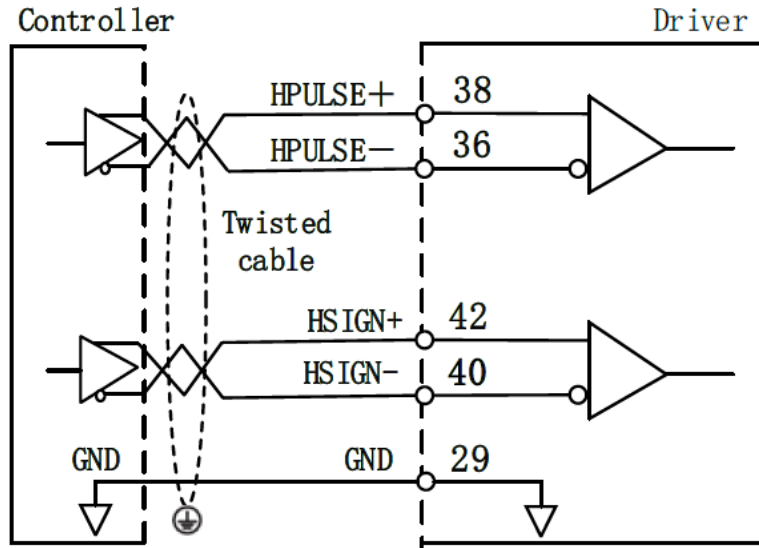 Controller
Driver
HPULSE+ 38
HPULSE- 36
Twisted
cable
HSIGN+ 42
HSIGN- 40
GND GND 29